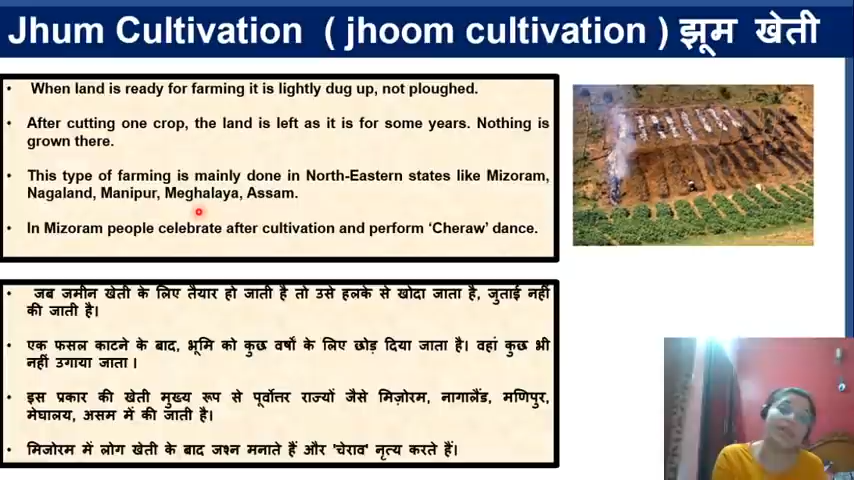 Jhum Cultivation ( jhoom cultivation ) झूम खेती
• When land is ready for farming it is lightly dug up, not ploughed.
• After cutting one crop, the land is left as it is for some years. Nothing is
grown there.
• This type of farming is mainly done in North-Eastern states like Mizoram,
Nagaland, Manipur, Meghalaya, Assam.
• In Mizoram people celebrate after cultivation and perform ‘Cheraw’ dance.
• जब जमीन खेती के लिए तैयार हो जाती है तो उसे हलके से खोदा जाता है, जुताई नहीं
की जाती है।
• एक फसल काटने के बाद, भूमि को कुछ वर्षों के लिए छोड़ दिया जाता है। वहां कुछ भी
नहीं उगाया जाता ।
• इस प्रकार की खेती मुख्य रूप से पूर्वोत्तर राज्यों जैसे मिज़ोरम, नागालैंड, मणिपुर,
मेघालय, असम में की जाती है।
• मिजोरम में लोग खेती के बाद जश्न मनाते हैं और 'चेराव' नृत्य करते हैं।